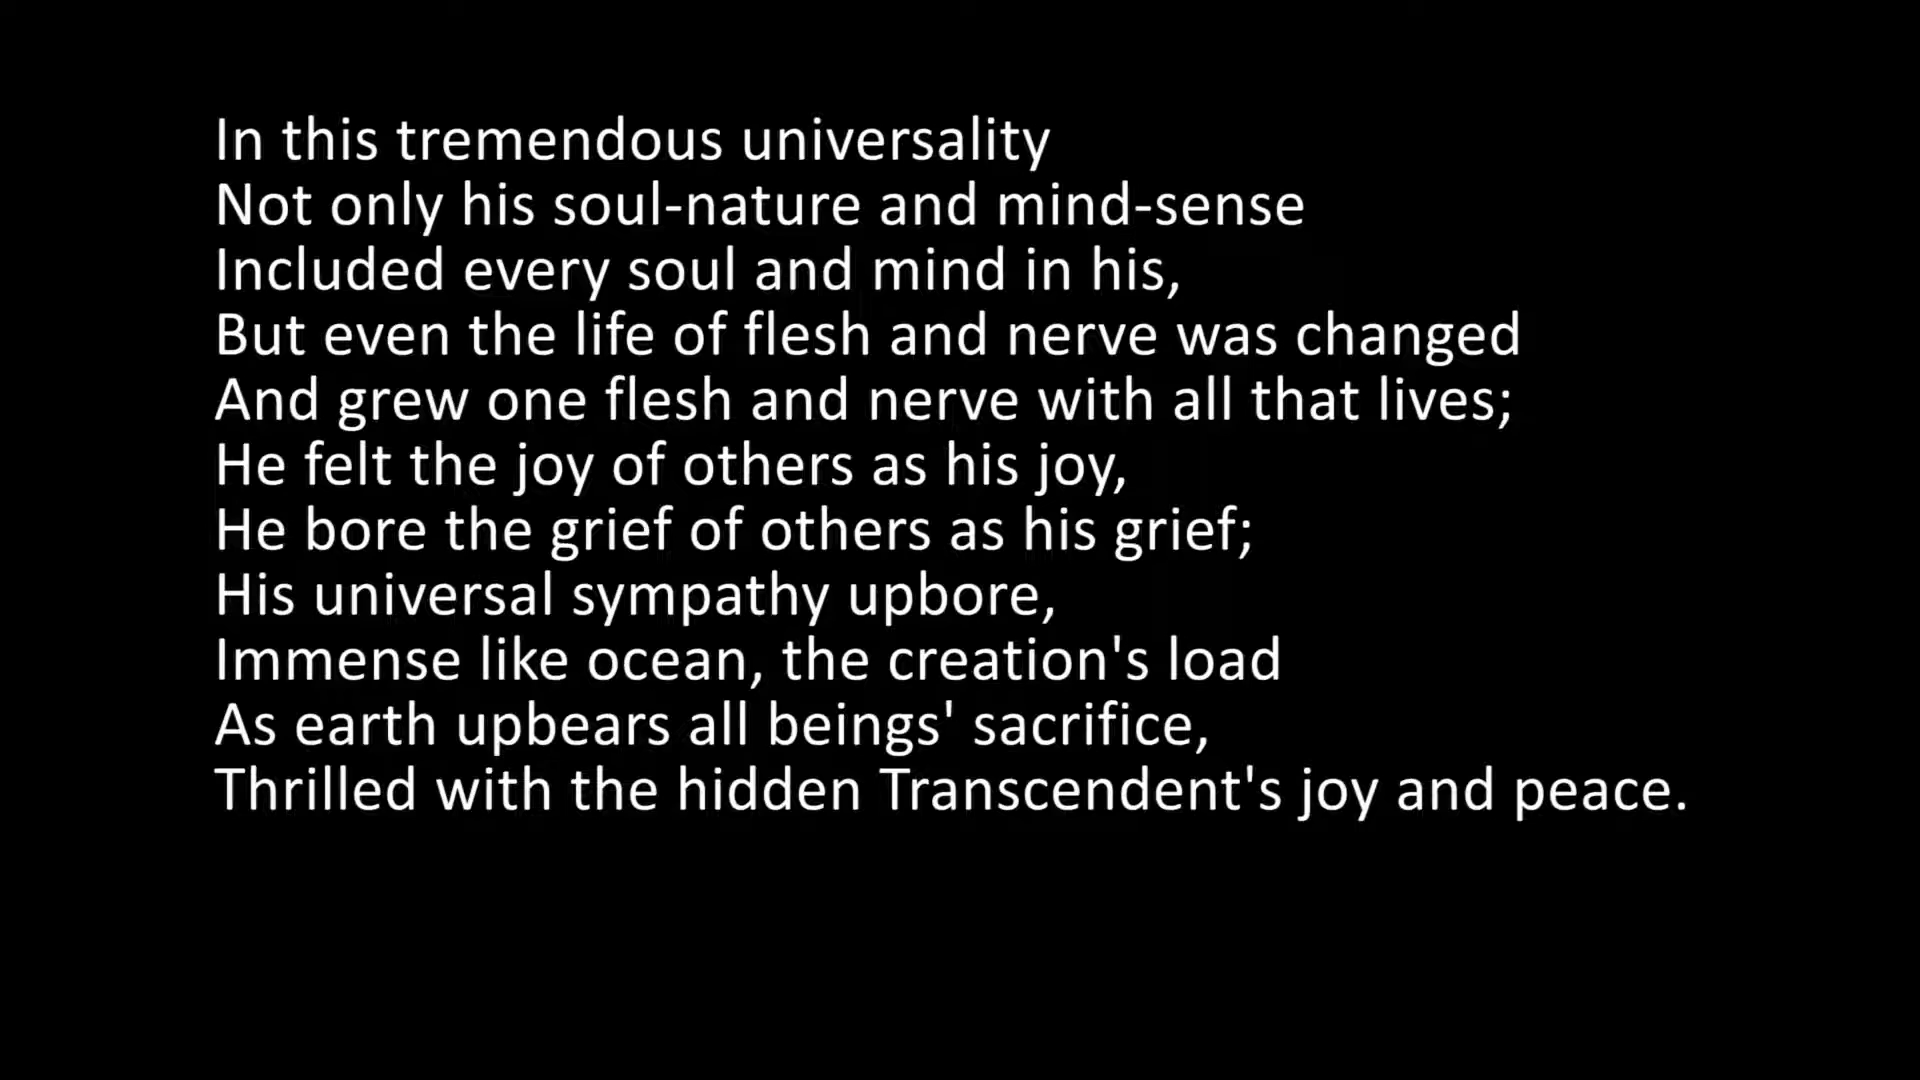 In this tremendous universality
Not only his soul-nature and mind-sense
Included every soul and mind in his,
But even the life of flesh and nerve was changed
And grew one flesh and nerve with all that lives;
He felt the joy of others as his joy,
He bore the grief of others as his grief;
His universal sympathy upbore,
Immense like ocean, the creation's load
As earth upbears all beings' sacrifice,
Thrilled with the hidden Transcendent's joy and peace.